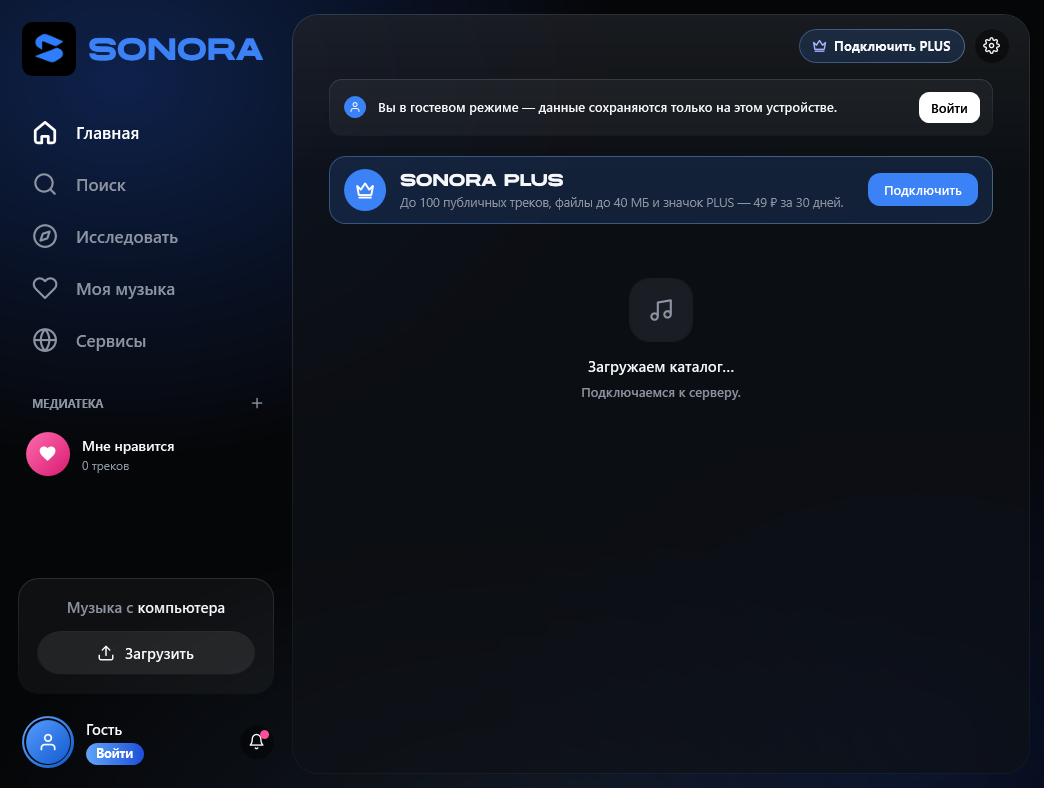 SONORA
Главная
Поиск
Исследовать
Моя музыка
Сервисы
МЕДИАТЕКА
Мне нравится
0 треков
Музыка с компьютера
Загрузить
Гость
Войти
Подключить PLUS
Вы в гостевом режиме — данные сохраняются только на этом устройстве.
Войти
SONORA PLUS
До 100 публичных треков, файлы до 40 МБ и значок PLUS — 49 ₽ за 30 дней.
Подключить
Загружаем каталог...
Подключаемся к серверу.